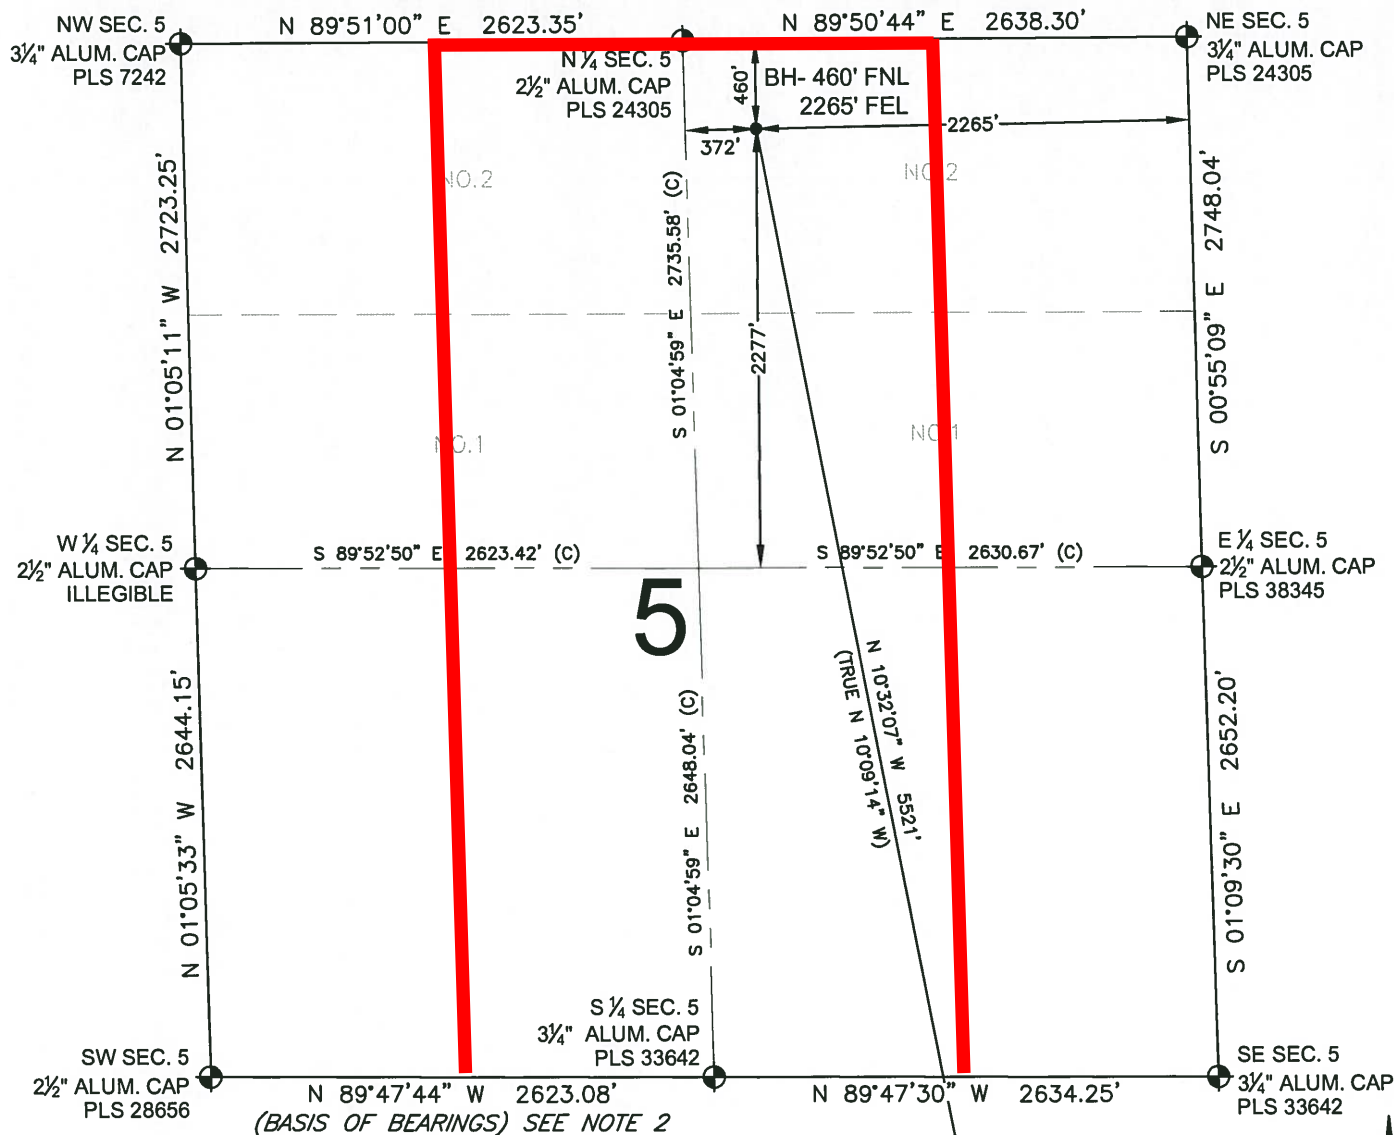 NW SEC. 5
3¼" ALUM. CAP
PLS 7242
N 89°51'00" E 2623.35'
N ¼ SEC. 5
2½" ALUM. CAP
PLS 24305
N 89°50'44" E 2638.30'
NE SEC. 5
3¼" ALUM. CAP
PLS 24305
460'
BH- 460' FNL
2265' FEL
2265'
372'
NO.2
NO.2
N 01°05'11" W 2723.25'
S 01°04'59" E 2735.58' (C)
2277'
S 00°55'09" E 2748.04'
NO.1
NO.1
W ¼ SEC. 5
2½" ALUM. CAP
ILLEGIBLE
S 89°52'50" E 2623.42' (C)
S 89°52'50" E 2630.67' (C)
E ¼ SEC. 5
2½" ALUM. CAP
PLS 38345
5
N 10°32'07" W 5521'
(TRUE N 10°09'14" W)
N 01°05'33" W 2644.15'
S 01°04'59" E 2648.04' (C)
S 01°09'30" E 2652.20'
S ¼ SEC. 5
3¼" ALUM. CAP
PLS 33642
SW SEC. 5
2½" ALUM. CAP
PLS 28656
N 89°47'44" W 2623.08'
(BASIS OF BEARINGS) SEE NOTE 2
N 89°47'30" W 2634.25'
SE SEC. 5
3¼" ALUM. CAP
PLS 33642